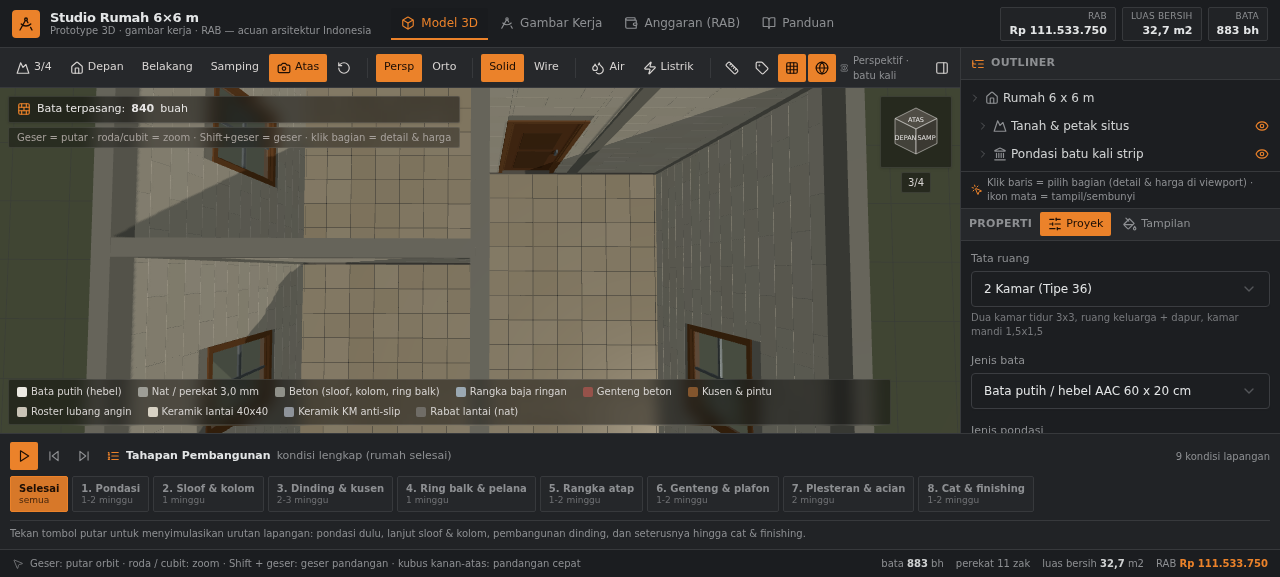 Studio Rumah 6×6 m
Prototype 3D · gambar kerja · RAB — acuan arsitektur Indonesia
Model 3D
Gambar Kerja
Anggaran (RAB)
Panduan
RAB
Rp 111.533.750
LUAS BERSIH
32,7 m2
BATA
883 bh
3/4
Depan
Belakang
Samping
Atas
Persp
Orto
Solid
Wire
Air
Listrik
Perspektif · batu kali
OUTLINER
Bata terpasang: 840 buah
Geser = putar · roda/cubit = zoom · Shift+geser = geser · klik bagian = detail & harga
ATAS
DEPAN
SAMP
3/4
Rumah 6 x 6 m
Tanah & petak situs
Pondasi batu kali strip
Klik baris = pilih bagian (detail & harga di viewport) ·
ikon mata = tampil/sembunyi
PROPERTI
Proyek
Tampilan
Tata ruang
2 Kamar (Tipe 36)
Dua kamar tidur 3x3, ruang keluarga + dapur, kamar
mandi 1,5x1,5
Jenis bata
Bata putih / hebel AAC 60 x 20 cm
Jenis pondasi
Bata putih (hebel)
Nat / perekat 3,0 mm
Beton (sloof, kolom, ring balk)
Rangka baja ringan
Genteng beton
Kusen & pintu
Roster lubang angin
Keramik lantai 40x40
Keramik KM anti-slip
Rabat lantai (nat)
Tahapan Pembangunan kondisi lengkap (rumah selesai)
9 kondisi lapangan
Selesai
semua
1. Pondasi
1-2 minggu
2. Sloof & kolom
1 minggu
3. Dinding & kusen
2-3 minggu
4. Ring balk & pelana
1 minggu
5. Rangka atap
1-2 minggu
6. Genteng & plafon
1-2 minggu
7. Plesteran & acian
2 minggu
8. Cat & finishing
1-2 minggu
Tekan tombol putar untuk menyimulasikan urutan lapangan: pondasi dulu, lanjut sloof & kolom, pembangunan dinding, dan seterusnya hingga cat & finishing.
Geser: putar orbit · roda / cubit: zoom · Shift + geser: geser pandangan · kubus kanan-atas: pandangan cepat
bata 883 bh
perekat 11 zak
luas bersih 32,7 m2
RAB Rp 111.533.750